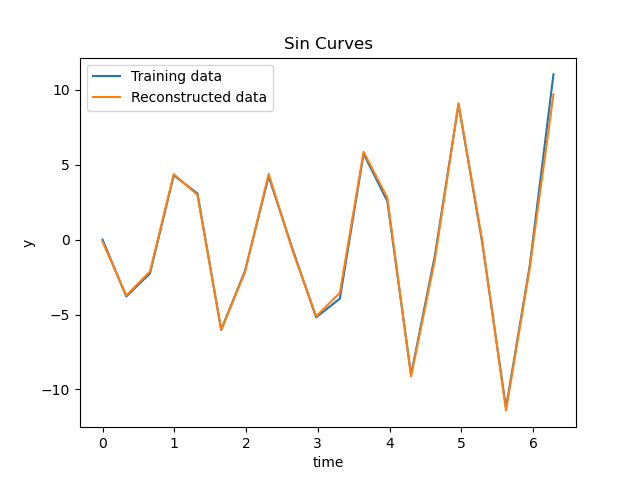 Sin Curves
Training data
Reconstructed data
10
5
0
−5
−10
y
0 1 2 3 4 5 6
time